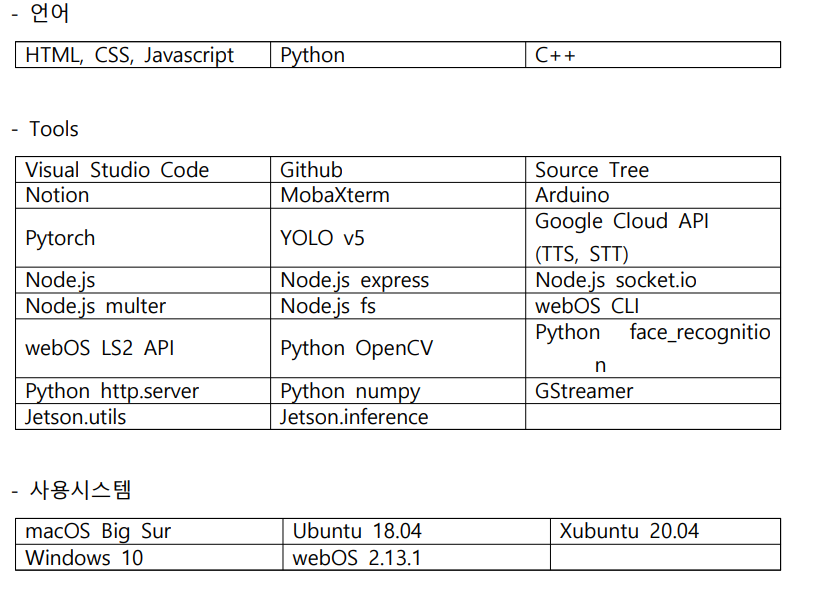 - 언어
HTML, CSS, Javascript Python C++
- Tools
Visual Studio Code Github Source Tree
Notion MobaXterm Arduino
Pytorch YOLO v5 Google Cloud API
(TTS, STT)
Node.js Node.js express Node.js socket.io
Node.js multer Node.js fs webOS CLI
webOS LS2 API Python OpenCV Python face_recognitio
n
Python http.server Python numpy GStreamer
Jetson.utils Jetson.inference
- 사용시스템
macOS Big Sur Ubuntu 18.04 Xubuntu 20.04
Windows 10 webOS 2.13.1